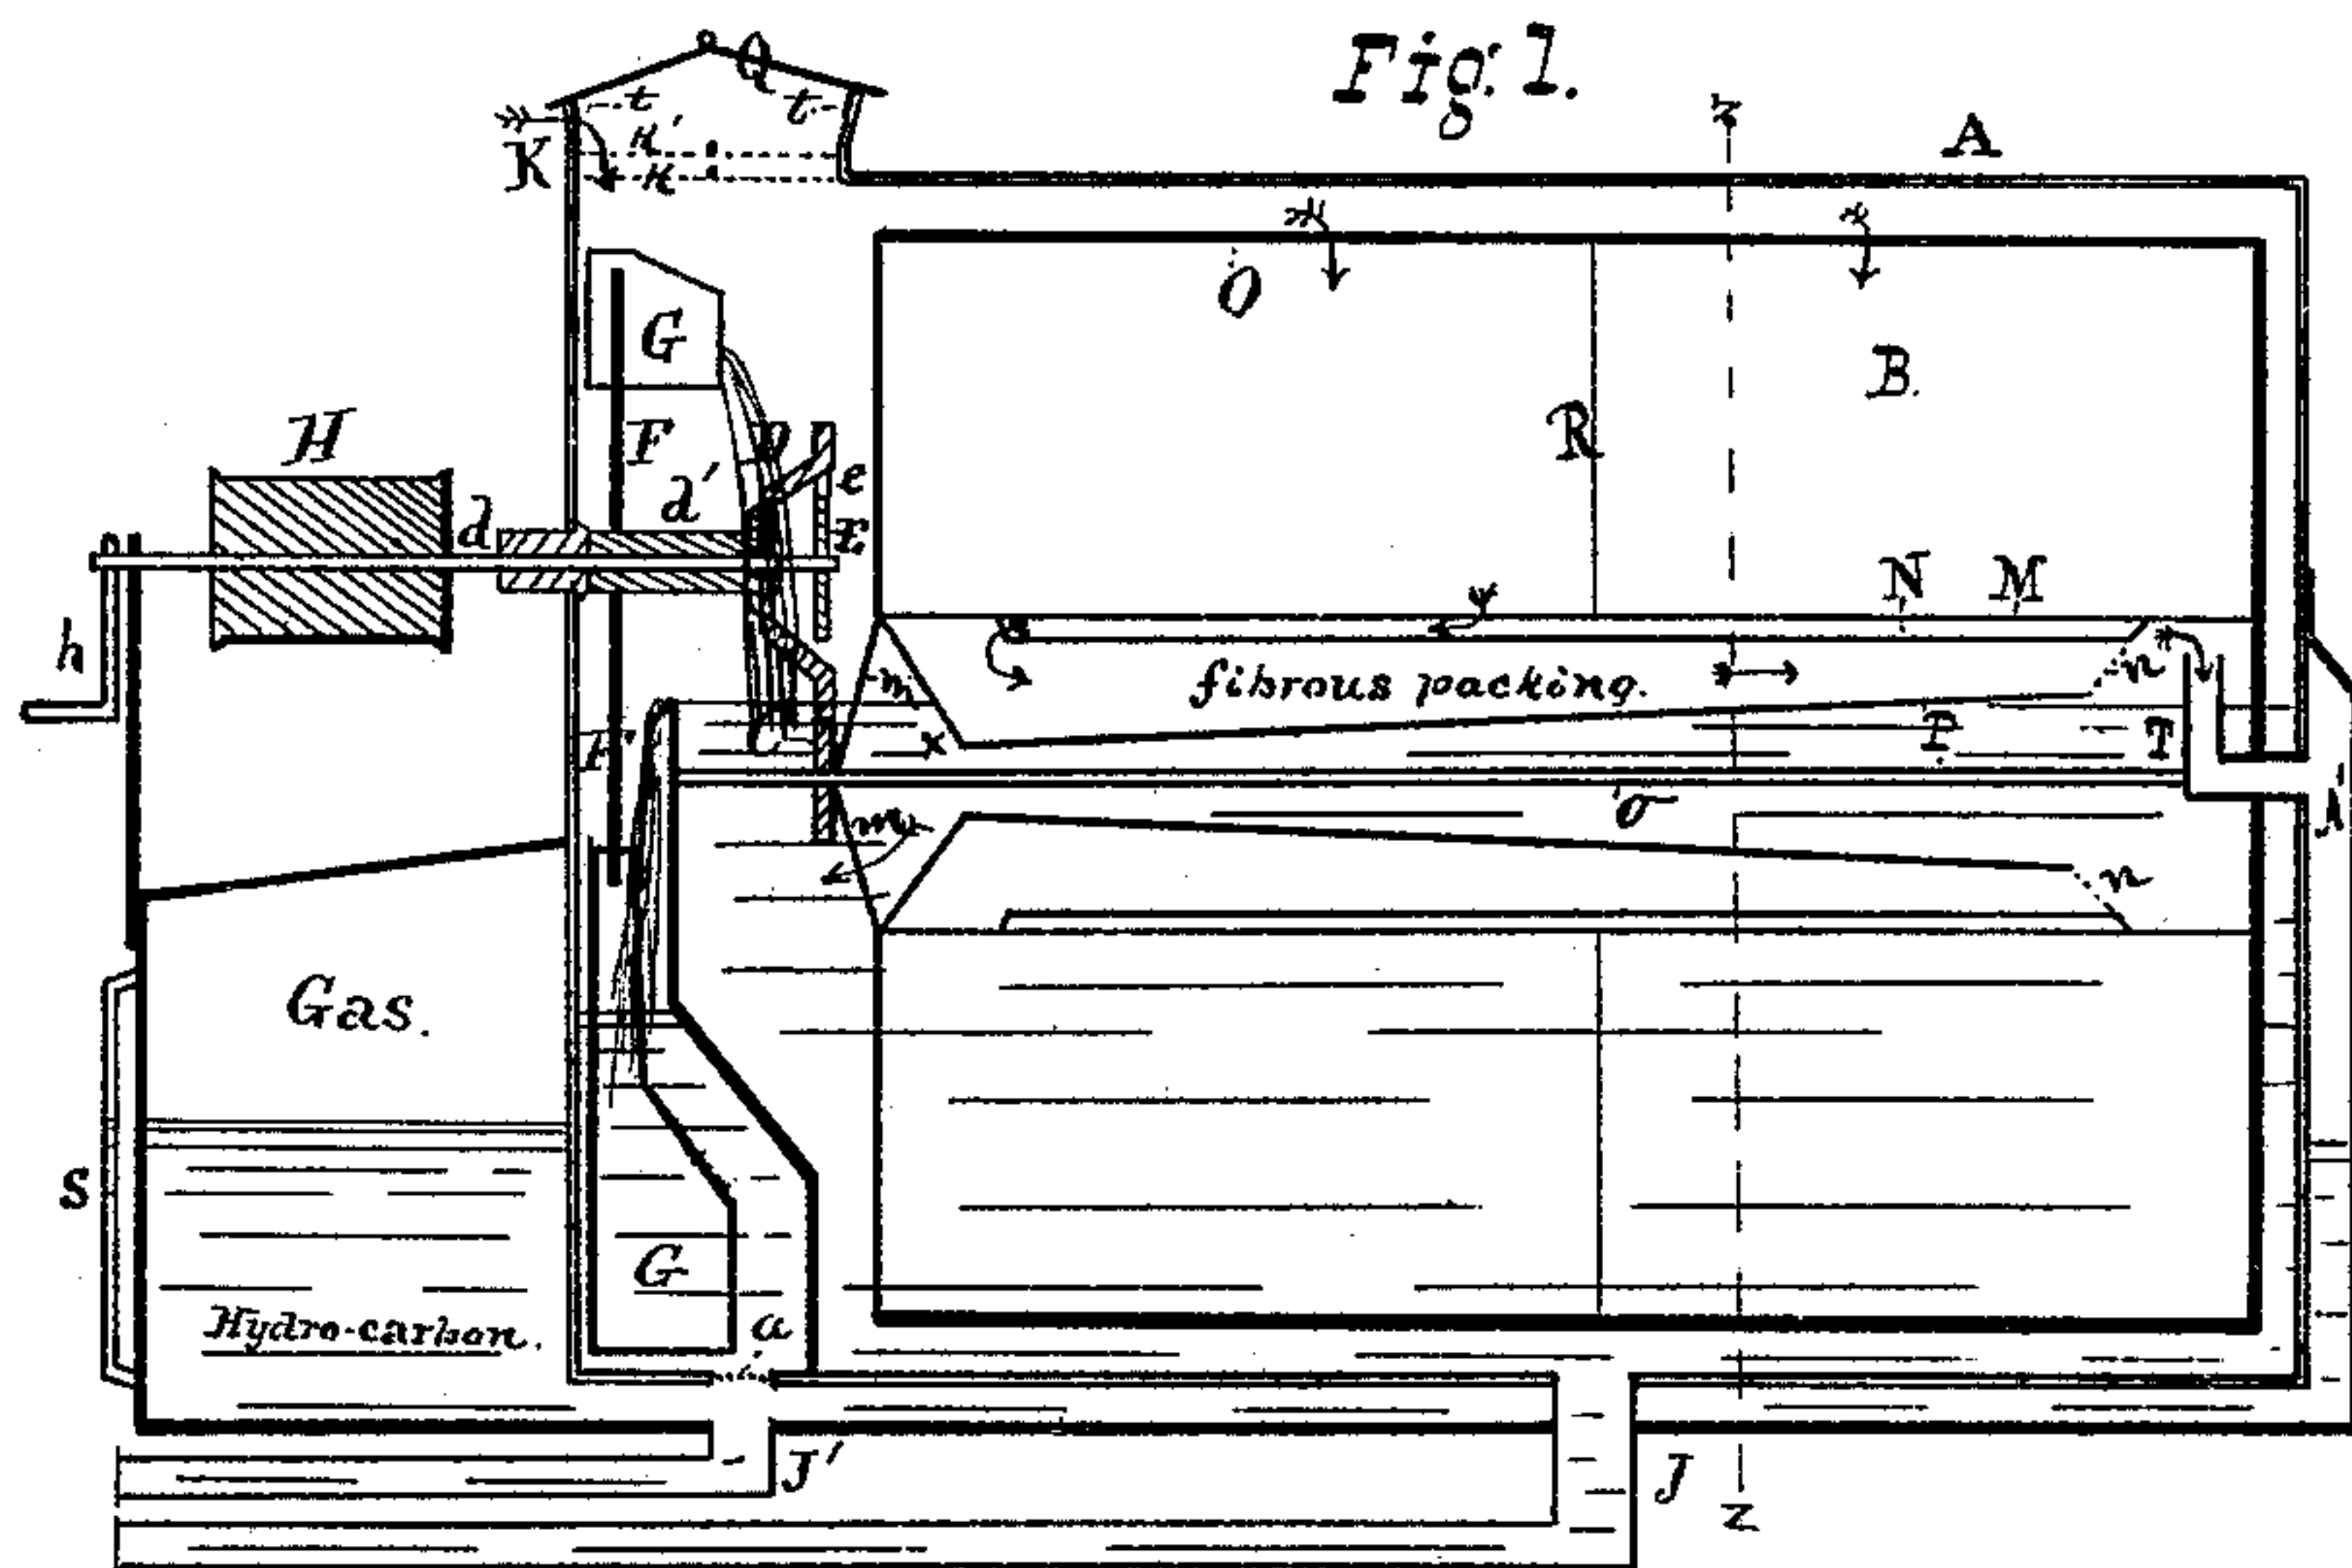 Fig. 1.
Q
t
t
K
k'
k
z
A
O
B
G
R
H
F
d'
d
e
E
h
N
M
fibrous packing.
m
n
x
P
T
F
o
m
A'
n
Gas.
S
G
Hydro-carbon.
a
J'
J
z